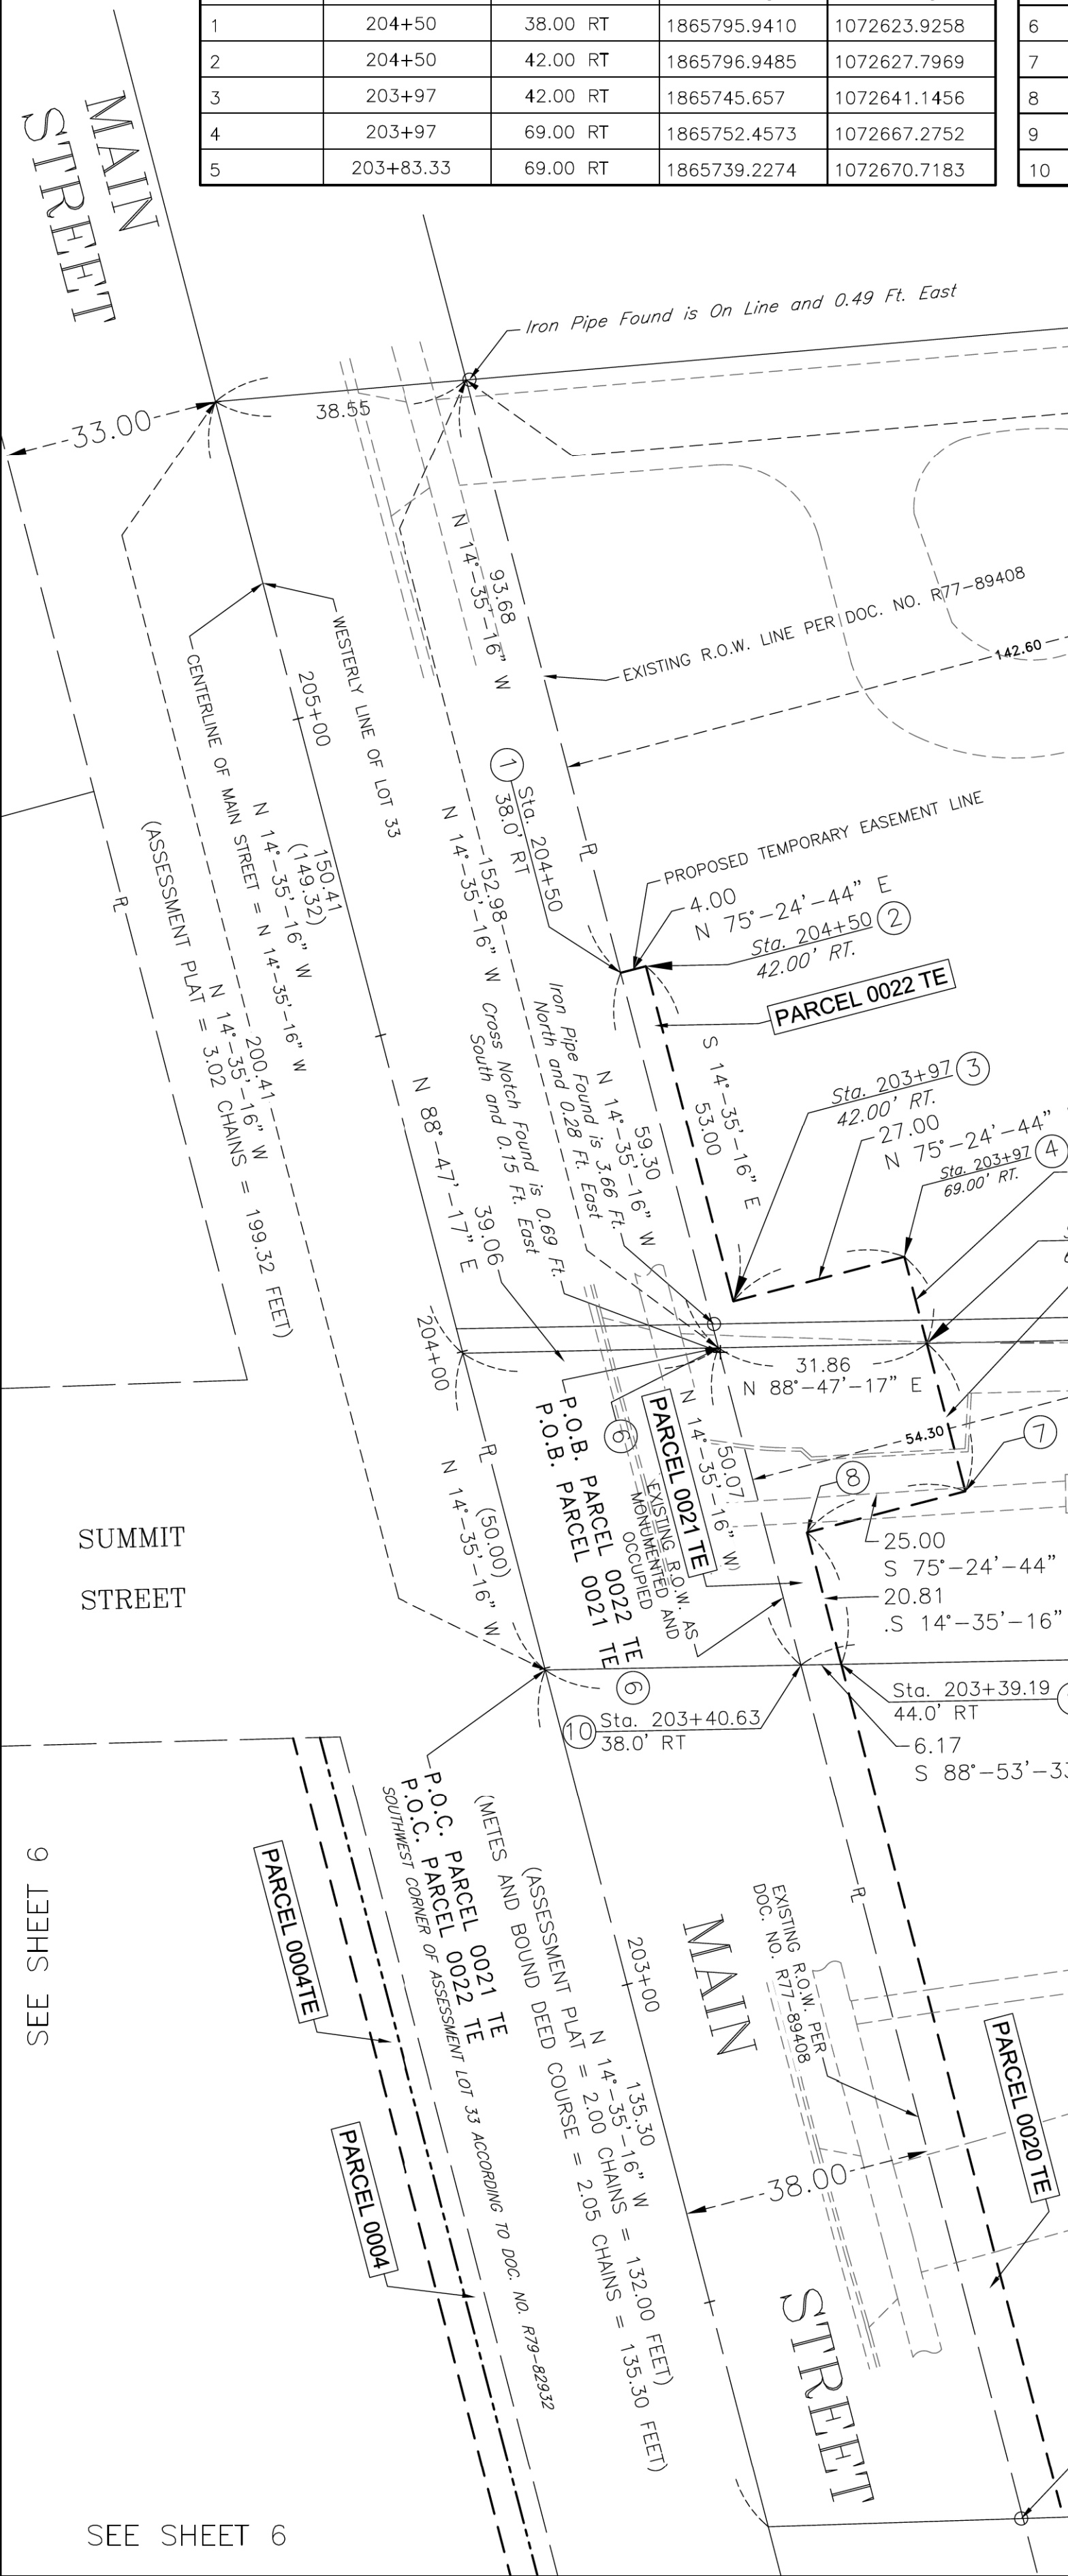 1 204+50 38.00 RT 1865795.9410 1072623.9258 6
2 204+50 42.00 RT 1865796.9485 1072627.7969 7
3 203+97 42.00 RT 1865745.657 1072641.1456 8
4 203+97 69.00 RT 1865752.4573 1072667.2752 9
5 203+83.33 69.00 RT 1865739.2274 1072670.7183 10
MAIN
STREET
Iron Pipe Found is On Line and 0.49 Ft. East
33.00
38.55
93.68
N 14°-35'-16" W
EXISTING R.O.W. LINE PER DOC. NO. R77-89408
142.60
WESTERLY LINE OF LOT 33
205+00
CENTERLINE OF MAIN STREET = N 14°-35'-16" W
150.41
(149.32)
N 14°-35'-16" W
200.41
N 14°-35'-16" W
(ASSESSMENT PLAT = 3.02 CHAINS = 199.32 FEET)
152.98
N 14°-35'-16" W
1
Sta. 204+50
38.0' RT
PROPOSED TEMPORARY EASEMENT LINE
4.00
N 75°-24'-44" E
Sta. 204+50 2
42.00' RT.
PARCEL 0022 TE
S 14°-35'-16" E
53.00
59.30
N 14°-35'-16" W
Iron Pipe Found is 3.66 Ft.
North and 0.28 Ft. East
Cross Notch Found is 0.69 Ft.
South and 0.15 Ft. East
Sta. 203+97 3
42.00' RT.
27.00
N 75°-24'-44"
Sta. 203+97 4
69.00' RT.
N 88°-47'-17" E
39.06
204+00
31.86
N 88°-47'-17" E
54.30
7
8
6
P.O.B. PARCEL 0022 TE
P.O.B. PARCEL 0021 TE
6
PARCEL 0021 TE
50.07
N 14°-35'-16" W)
EXISTING R.O.W. AS
MONUMENTED AND
OCCUPIED
25.00
S 75°-24'-44"
20.81
.S 14°-35'-16"
(50.00)
N 14°-35'-16" W
SUMMIT
STREET
10 Sta. 203+40.63
38.0' RT
Sta. 203+39.19
44.0' RT
6.17
S 88°-53'-33
P.O.C. PARCEL 0021 TE
P.O.C. PARCEL 0022 TE
SOUTHWEST CORNER OF ASSESSMENT LOT 33 ACCORDING TO DOC. NO. R79-82932
PARCEL 0004TE
PARCEL 0004
SEE SHEET 6
203+00
135.30
N 14°-35'-16" W
(ASSESSMENT PLAT = 2.00 CHAINS = 132.00 FEET)
(METES AND BOUND DEED COURSE = 2.05 CHAINS = 135.30 FEET)
MAIN
STREET
EXISTING R.O.W. PER
DOC. NO. R77-89408
PARCEL 0020 TE
38.00
SEE SHEET 6